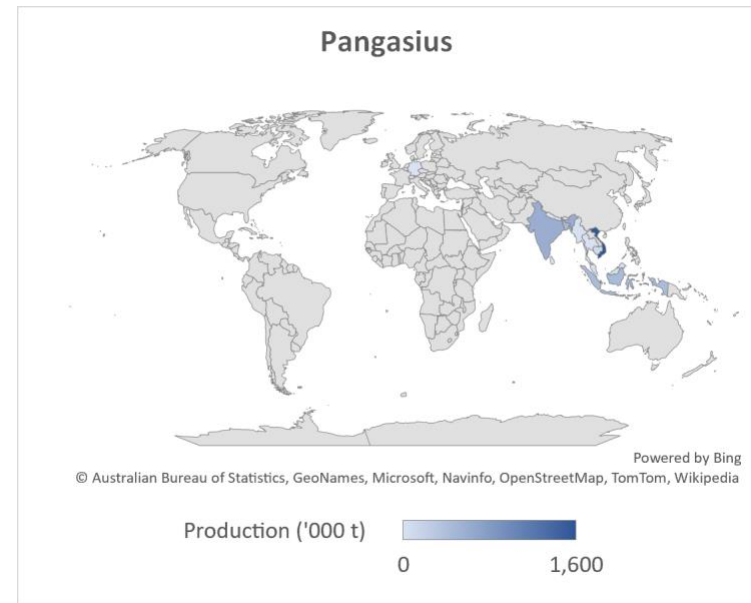 Pangasius
Powered by Bing
© Australian Bureau of Statistics, GeoNames, Microsoft, Navinfo, OpenStreetMap, TomTom, Wikipedia
Production ('000 t)
0 1,600